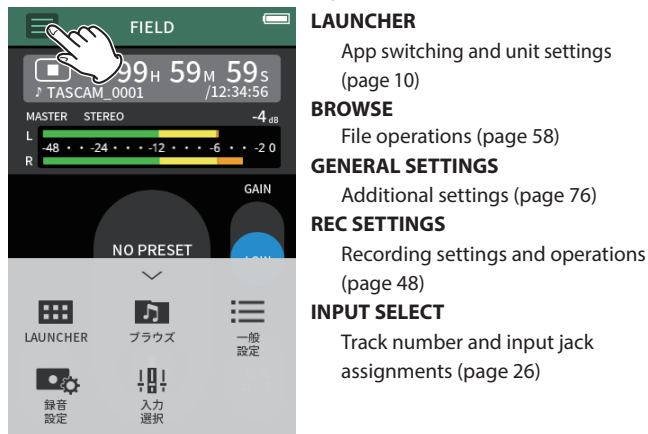 FIELD
99H 59M 59S
♪ TASCAM_0001 /12:34:56
MASTER STEREO -4 dB
L
-48 · · -24 · · · -12 · · · -6 · · -2 0
R
GAIN
NO PRESET
LAUNCHER
ブラウズ
一般
設定
録音
設定
入力
選択
LAUNCHER
App switching and unit settings
(page 10)
BROWSE
File operations (page 58)
GENERAL SETTINGS
Additional settings (page 76)
REC SETTINGS
Recording settings and operations
(page 48)
INPUT SELECT
Track number and input jack
assignments (page 26)